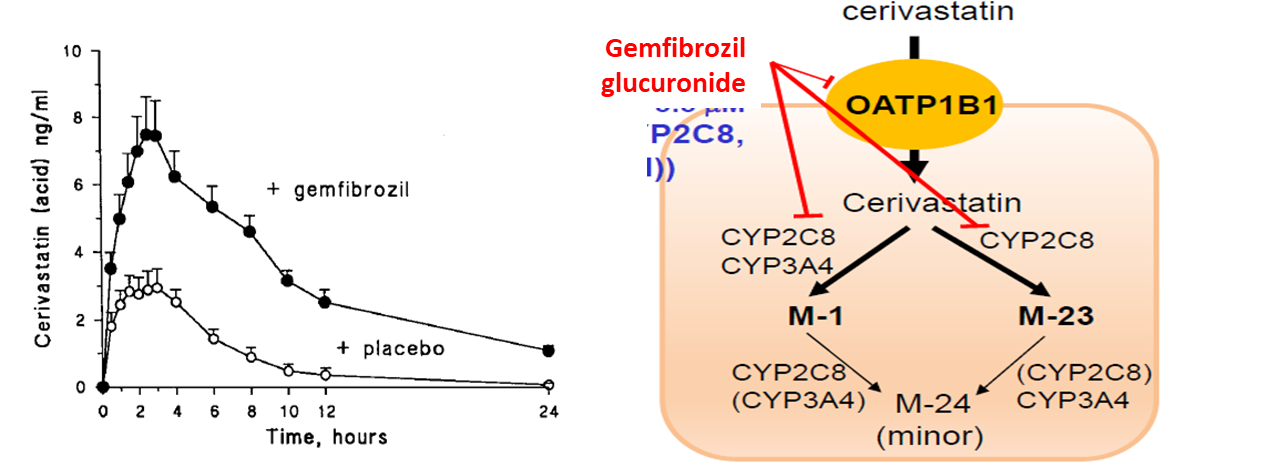 Cerivastatin (acid) ng/ml
10
8
6
4
2
0
+ gemfibrozil
+ placebo
0 2 4 6 8 10 12 24
Time, hours
cerivastatin
Gemfibrozil
glucuronide
OATP1B1
P2C8,
Cerivastatin
CYP2C8
CYP3A4
CYP2C8
M-1
M-23
CYP2C8
(CYP3A4)
(CYP2C8)
CYP3A4
M-24
(minor)